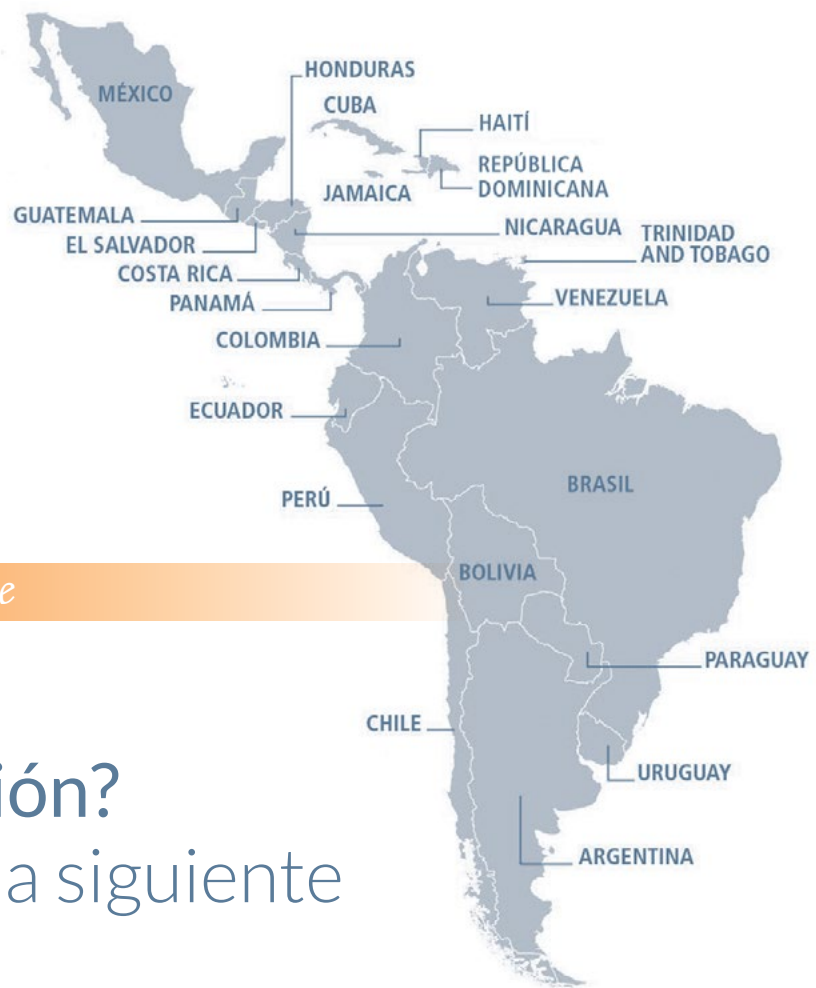 HONDURAS
MÉXICO
CUBA
HAITÍ
REPÚBLICA
DOMINICANA
JAMAICA
GUATEMALA
NICARAGUA
TRINIDAD
AND TOBAGO
EL SALVADOR
COSTA RICA
PANAMÁ
VENEZUELA
COLOMBIA
ECUADOR
BRASIL
PERÚ
BOLIVIA
e
PARAGUAY
CHILE
ión?
URUGUAY
a siguiente
ARGENTINA